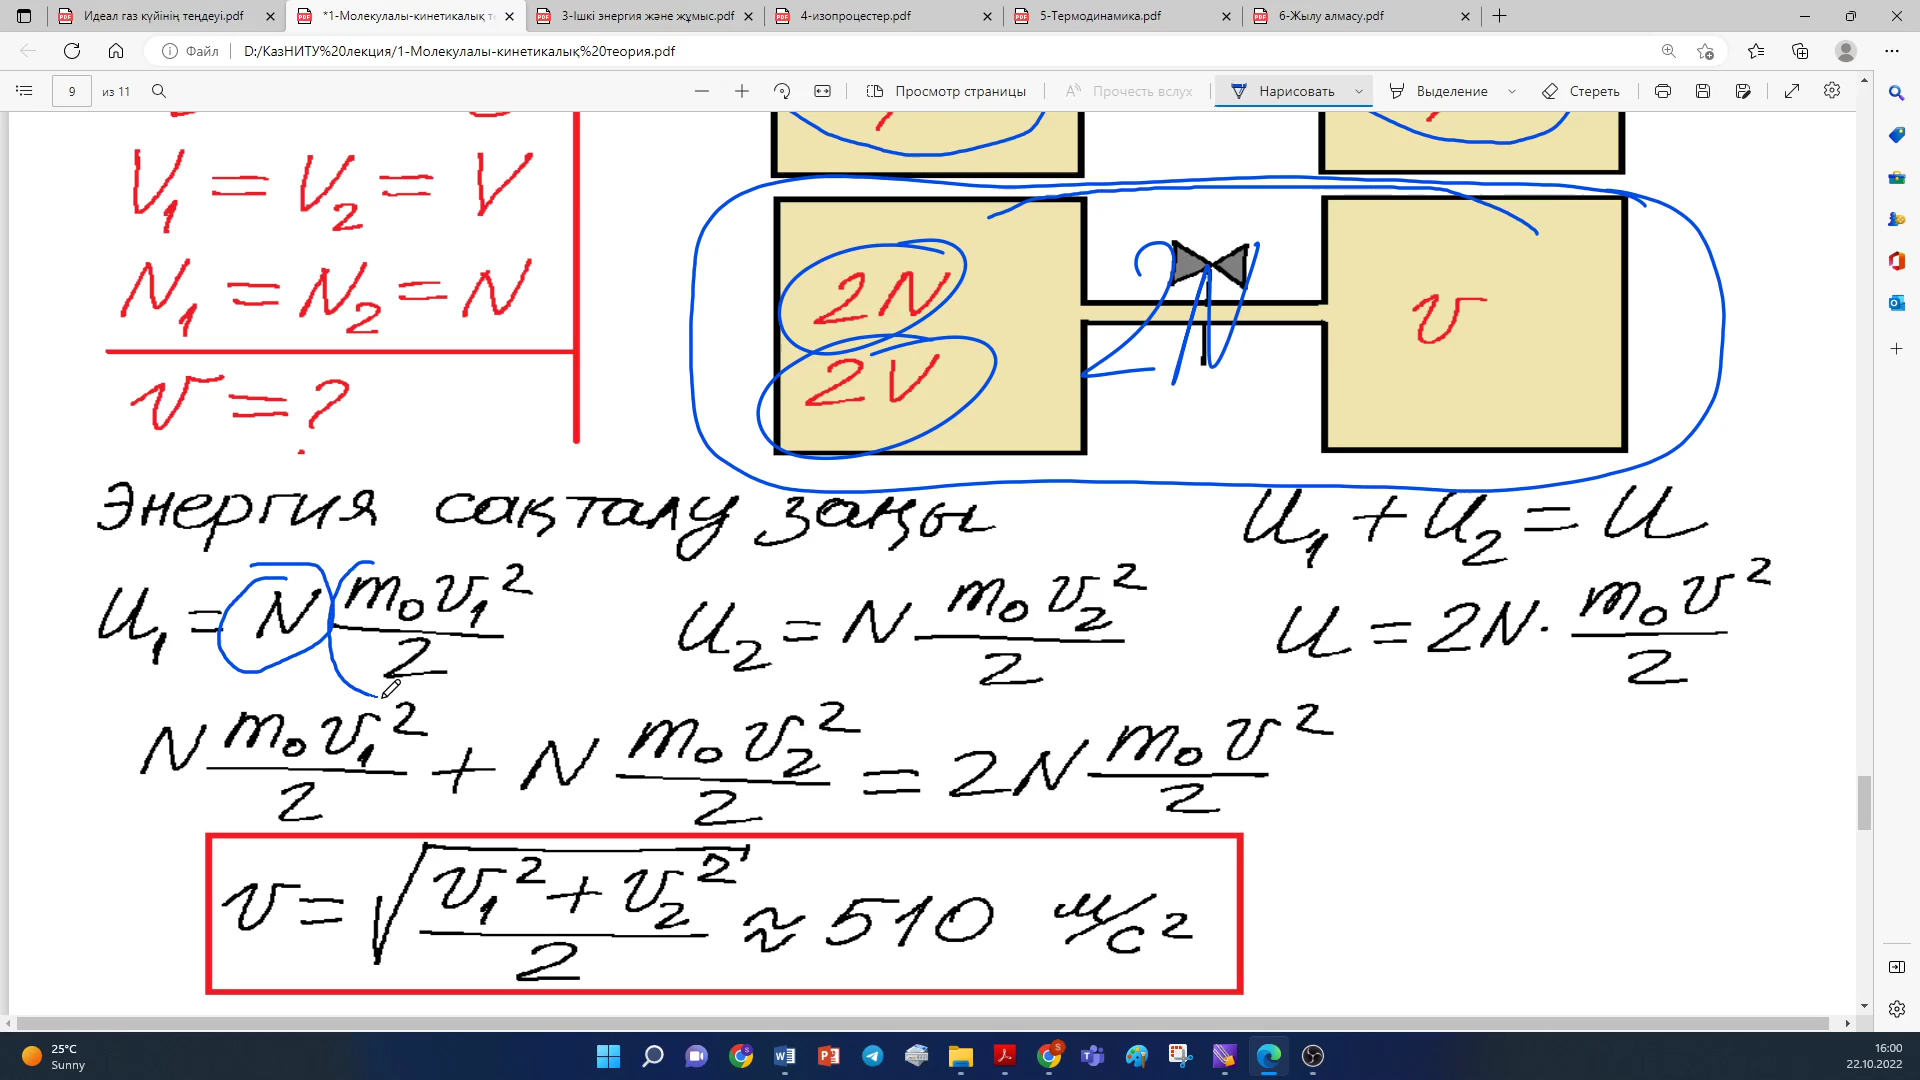 Идеал газ күйінің теңдеуі.pdf
*1-Молекулалы-кинетикалық т
3-Ішкі энергия және жұмыс.pdf
4-изопроцестер.pdf
5-Термодинамика.pdf
6-Жылу алмасу.pdf
Файл
D:/КазНИТУ%20лекция/1-Молекулалы-кинетикалық%20теория.pdf
9 из 11
Просмотр страницы
Прочесть вслух
Нарисовать
Выделение
Стереть
V₁ = V₂ = V
N₁ = N₂ = N
v = ?
2N
2V
2N
v
Энергия сақталу заңы
U₁ + U₂ = U
U₁ = N m₀v₁²/2
U₂ = N m₀v₂²/2
U = 2N · m₀v²/2
N m₀v₁²/2 + N m₀v₂²/2 = 2N m₀v²/2
v = √((v₁² + v₂²)/2) ≈ 510 м/с²
25°C
Sunny
16:00
22.10.2022